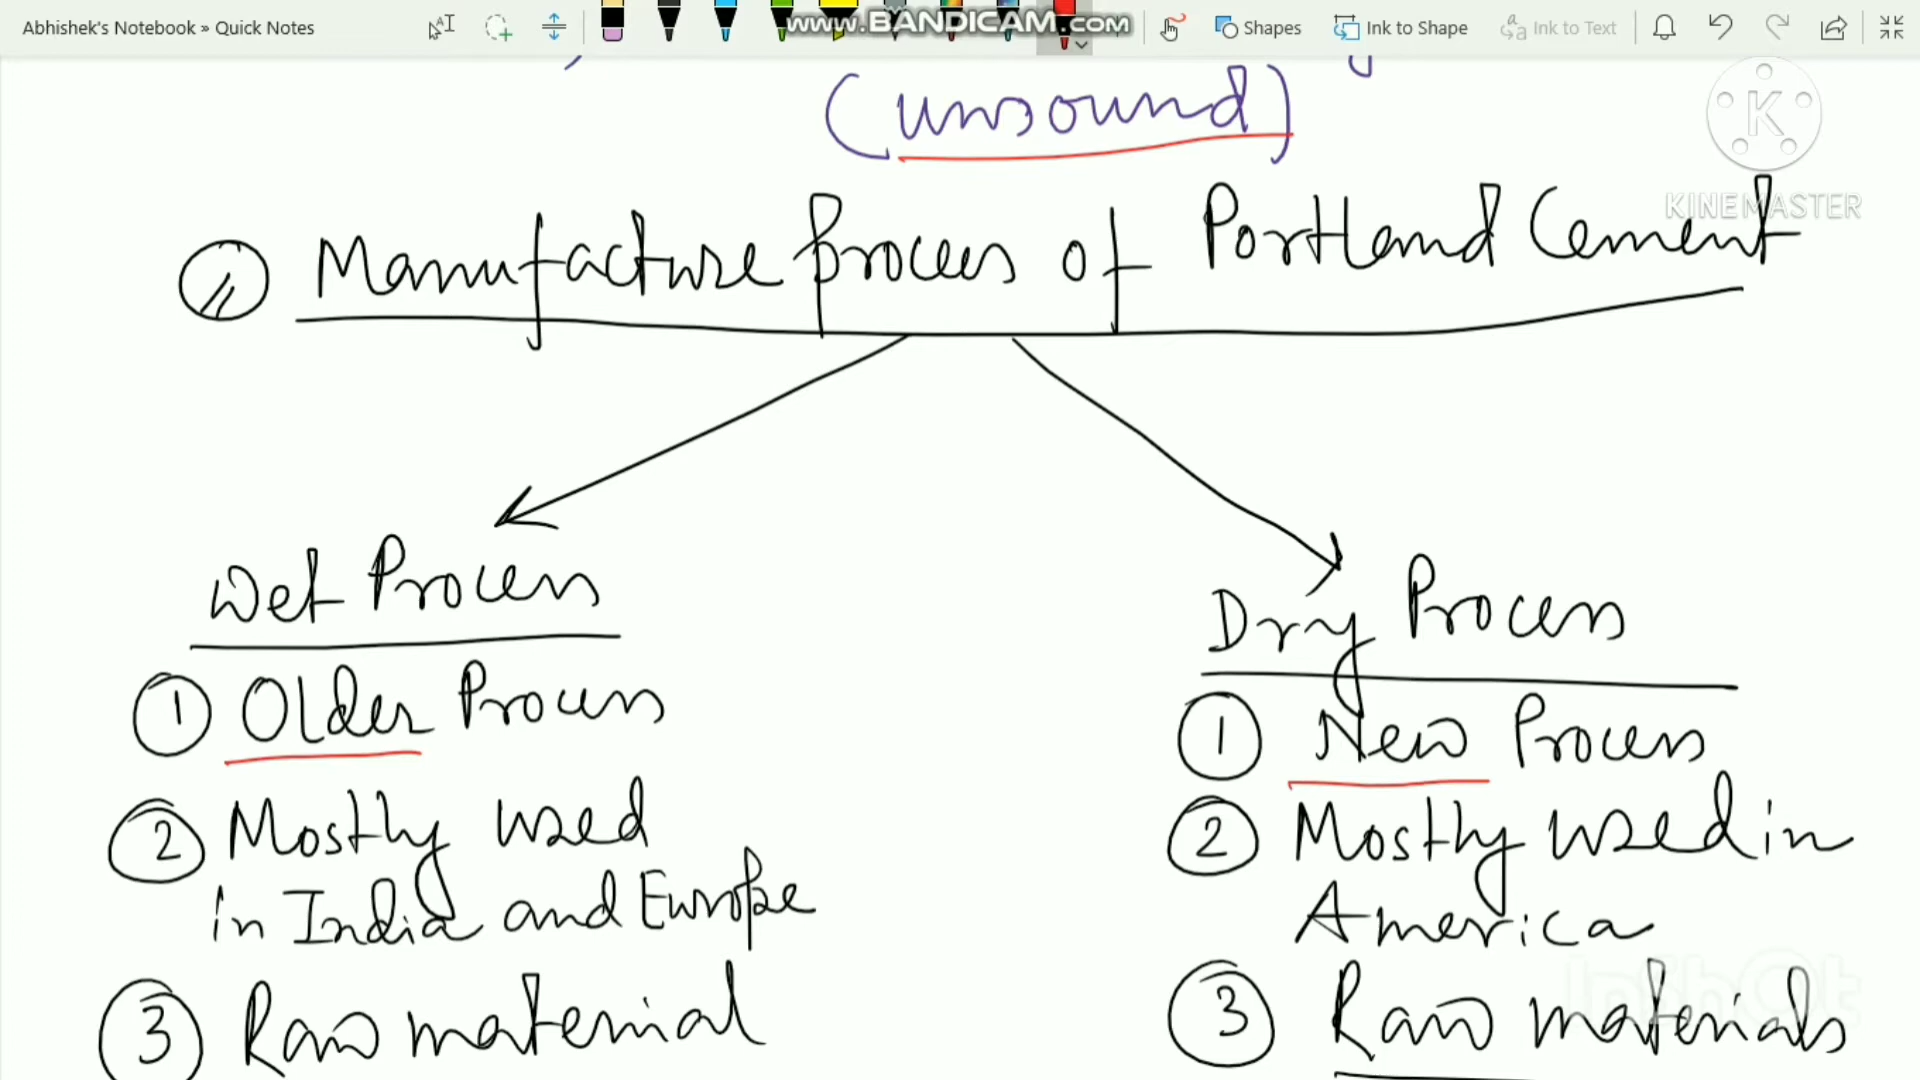 Abhishek's Notebook » Quick Notes
www.BANDICAM.com
Shapes
Ink to Shape
Ink to Text
(unsound)
K
KINEMASTER
Manufacture process of Portland Cement
Wet Process
Dry Process
① Older Process
① New Process
② Mostly used
in India and Europe
② Mostly used in
America
③ Raw material
③ Raw materials
InShot